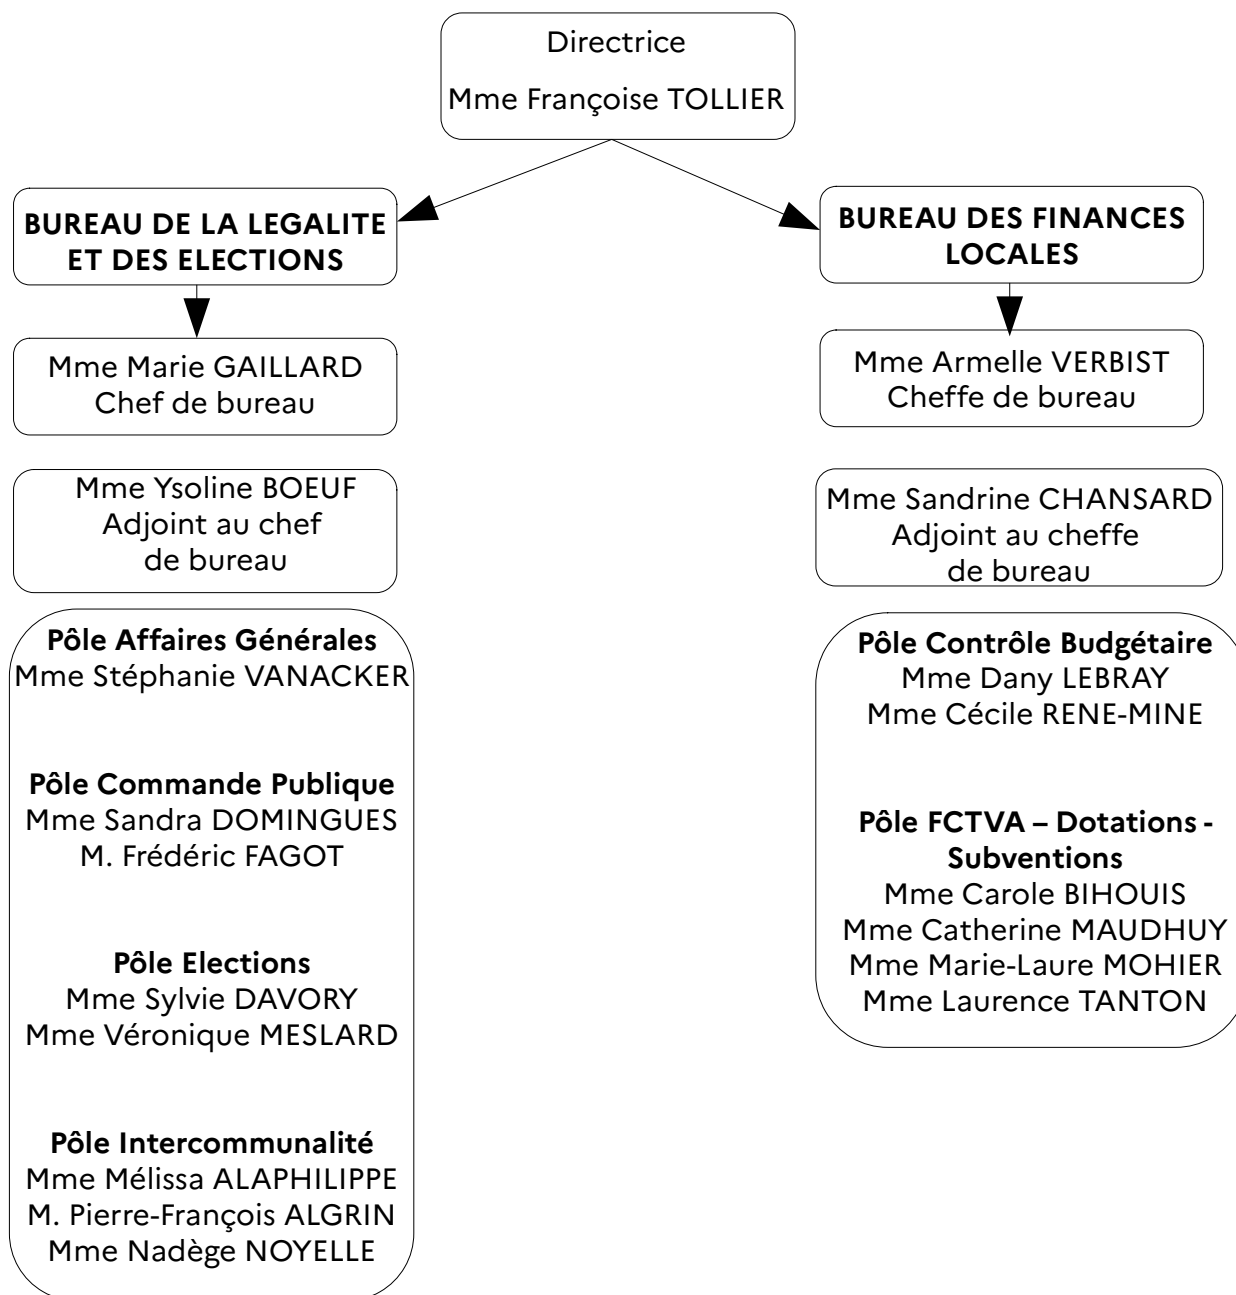 Directrice
Mme Françoise TOLLIER
BUREAU DE LA LEGALITE
ET DES ELECTIONS
Mme Marie GAILLARD
Chef de bureau
Mme Ysoline BOEUF
Adjoint au chef
de bureau
Pôle Affaires Générales
Mme Stéphanie VANACKER
Pôle Commande Publique
Mme Sandra DOMINGUES
M. Frédéric FAGOT
Pôle Elections
Mme Sylvie DAVORY
Mme Véronique MESLARD
Pôle Intercommunalité
Mme Mélissa ALAPHILIPPE
M. Pierre-François ALGRIN
Mme Nadège NOYELLE
BUREAU DES FINANCES
LOCALES
Mme Armelle VERBIST
Cheffe de bureau
Mme Sandrine CHANSARD
Adjoint au cheffe
de bureau
Pôle Contrôle Budgétaire
Mme Dany LEBRAY
Mme Cécile RENE-MINE
Pôle FCTVA – Dotations -
Subventions
Mme Carole BIHOUIS
Mme Catherine MAUDHUY
Mme Marie-Laure MOHIER
Mme Laurence TANTON